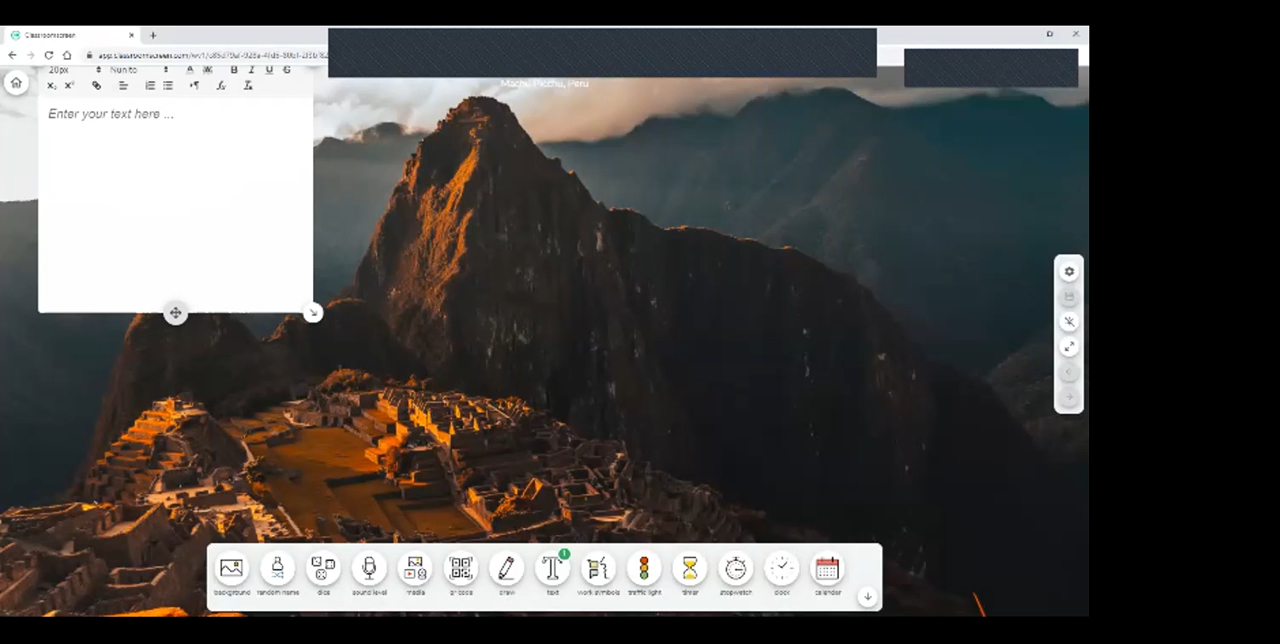 Classroomscreen
20px Nunito
Machu Picchu, Peru
Enter your text here ...
1
background random name dice sound level media qr code draw text work symbols traffic light timer stopwatch clock calendar